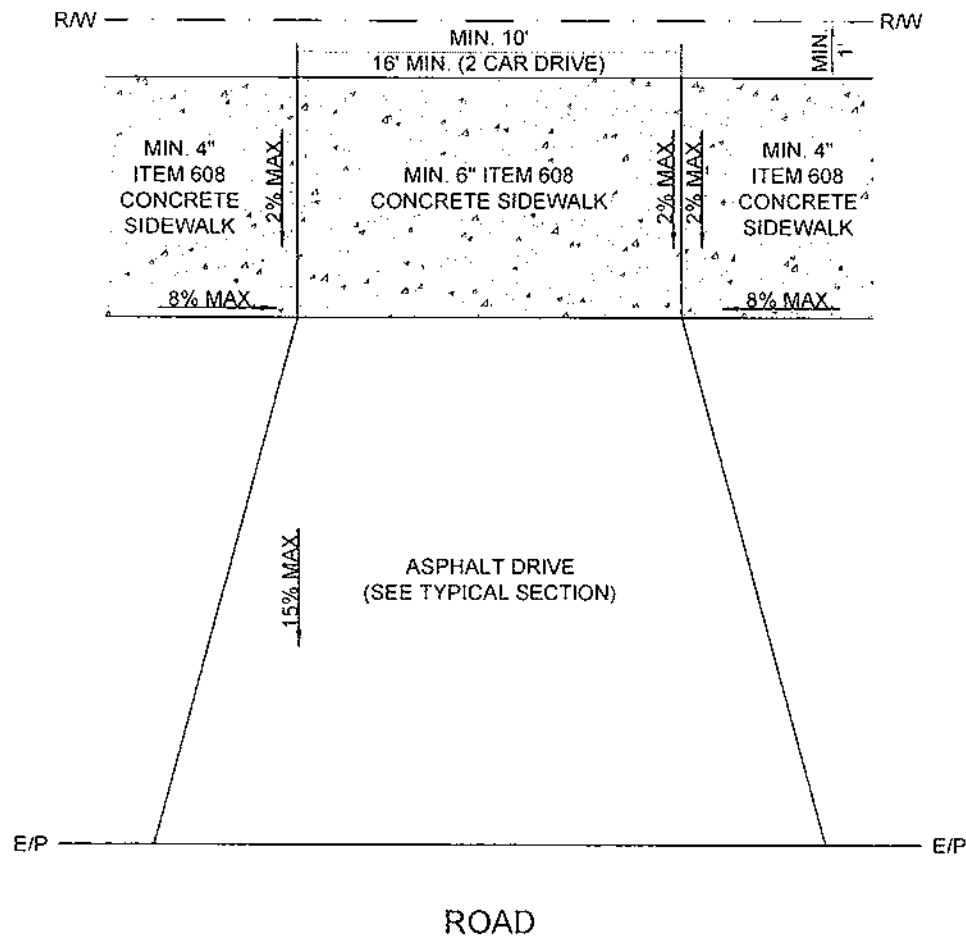 R/W
R/W
MIN. 10'
16' MIN. (2 CAR DRIVE)
MIN.
1'
MIN. 4"
ITEM 608
CONCRETE
SIDEWALK
2% MAX.
MIN. 6" ITEM 608
CONCRETE SIDEWALK
2% MAX.
2% MAX.
MIN. 4"
ITEM 608
CONCRETE
SIDEWALK
8% MAX.
8% MAX.
15% MAX.
ASPHALT DRIVE
(SEE TYPICAL SECTION)
E/P
E/P
ROAD